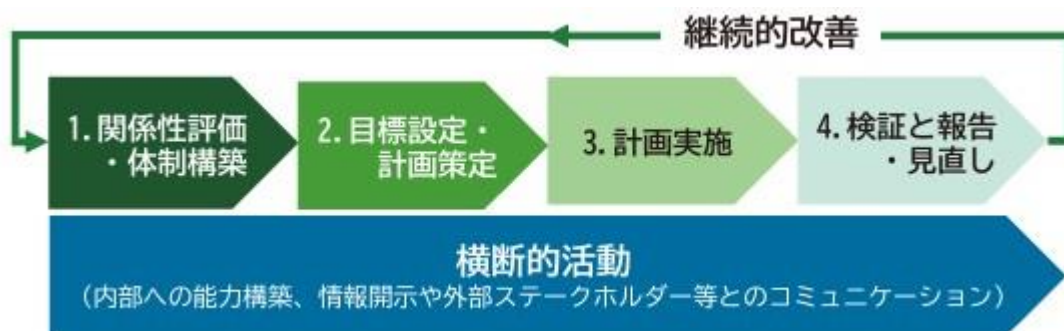 継続的改善
1. 関係性評価
・体制構築
2. 目標設定・
計画策定
3. 計画実施
4. 検証と報告
・見直し
横断的活動
（内部への能力構築、情報開示や外部ステークホルダー等とのコミュニケーション）